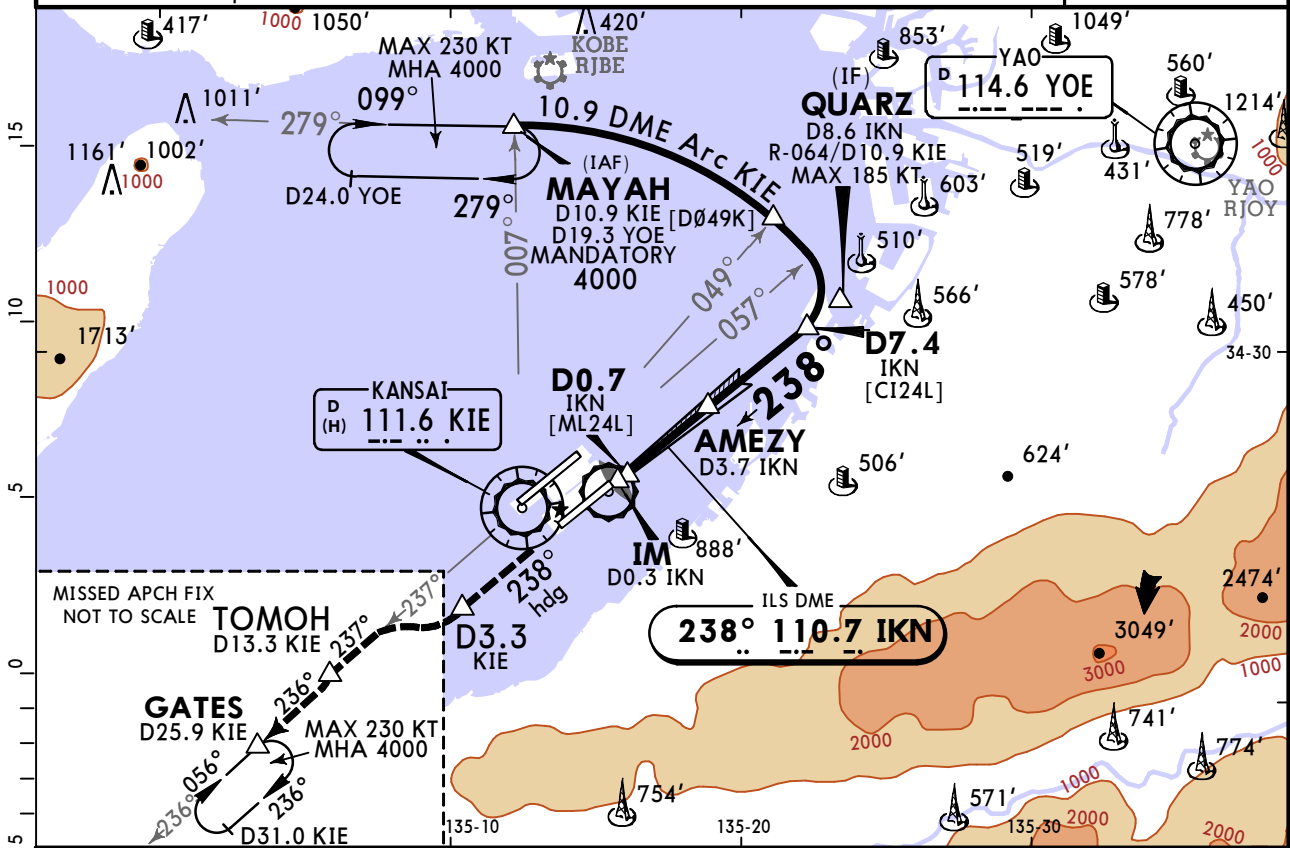 417'
1000
1050'
420'
KOBE
RJBE
MAX 230 KT
MHA 4000
099°
853'
1049'
YAO
D 114.6 YOE
560'
1214'
1000
(IF)
QUARZ
D8.6 IKN
R-064/D10.9 KIE
MAX 185 KT
1011'
279°
10.9 DME Arc KIE
15
1161'
1002'
1000
D24.0 YOE
279°
(IAF)
MAYAH
D10.9 KIE
D19.3 YOE
MANDATORY
4000
[DØ49K]
603'
519'
431'
YAO
RJOY
778'
007°
510'
049°
057°
1000
1713'
10
566'
578'
450'
34-30
D7.4
IKN
[CI24L]
238°
KANSAI
D
(H) 111.6 KIE
D0.7
IKN
[ML24L]
AMEZY
D3.7 IKN
506'
624'
5
IM
D0.3 IKN
888'
238°
hdg
237°
MISSED APCH FIX
NOT TO SCALE
TOMOH
D13.3 KIE
237°
D3.3
KIE
ILS DME
238° 110.7 IKN
2474'
2000
3049'
3000
1000
0
236°
GATES
D25.9 KIE
MAX 230 KT
MHA 4000
056°
236°
236°
D31.0 KIE
2000
741'
774'
1000
754'
571'
2000
2000
5
135-10
135-20
135-30